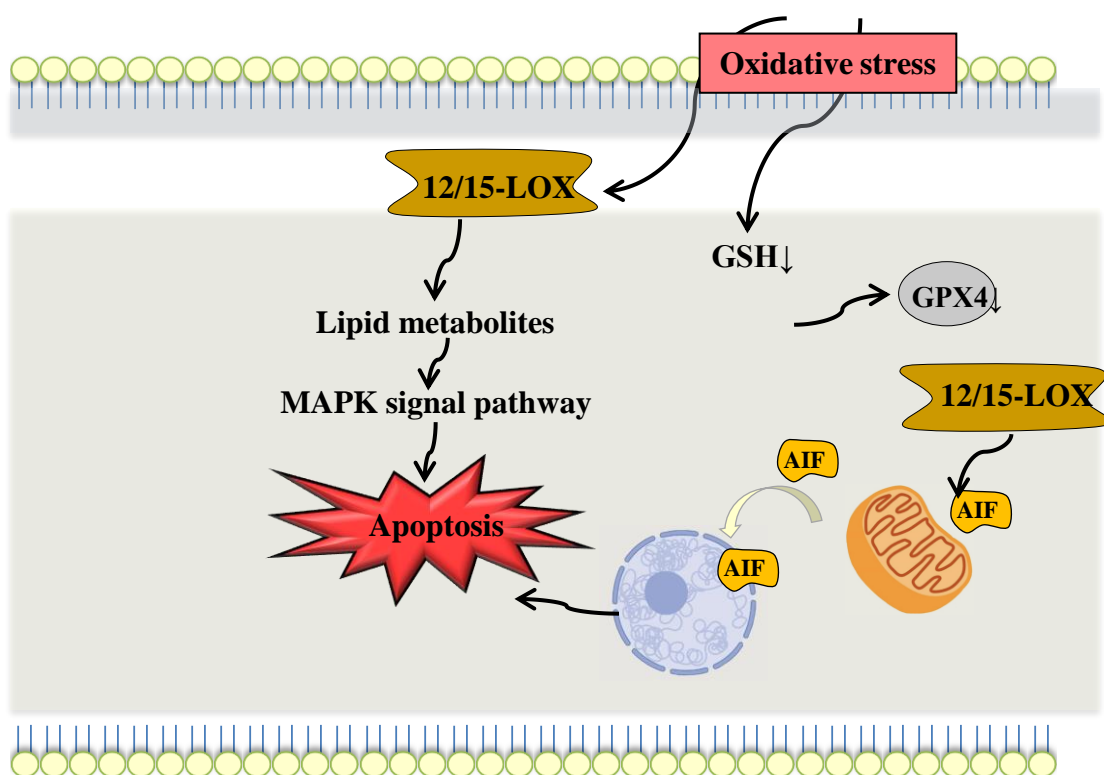 Oxidative stress
12/15-LOX
GSH↓
GPX4↓
Lipid metabolites
MAPK signal pathway
12/15-LOX
AIF
AIF
Apoptosis
AIF